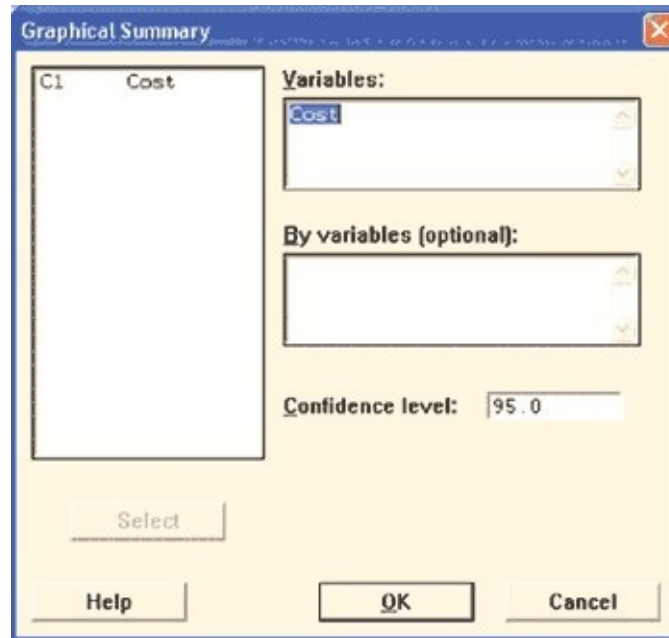 Graphical Summary
C1 Cost
Variables:
Cost
By variables (optional):
Confidence level: 95.0
Select
Help OK Cancel